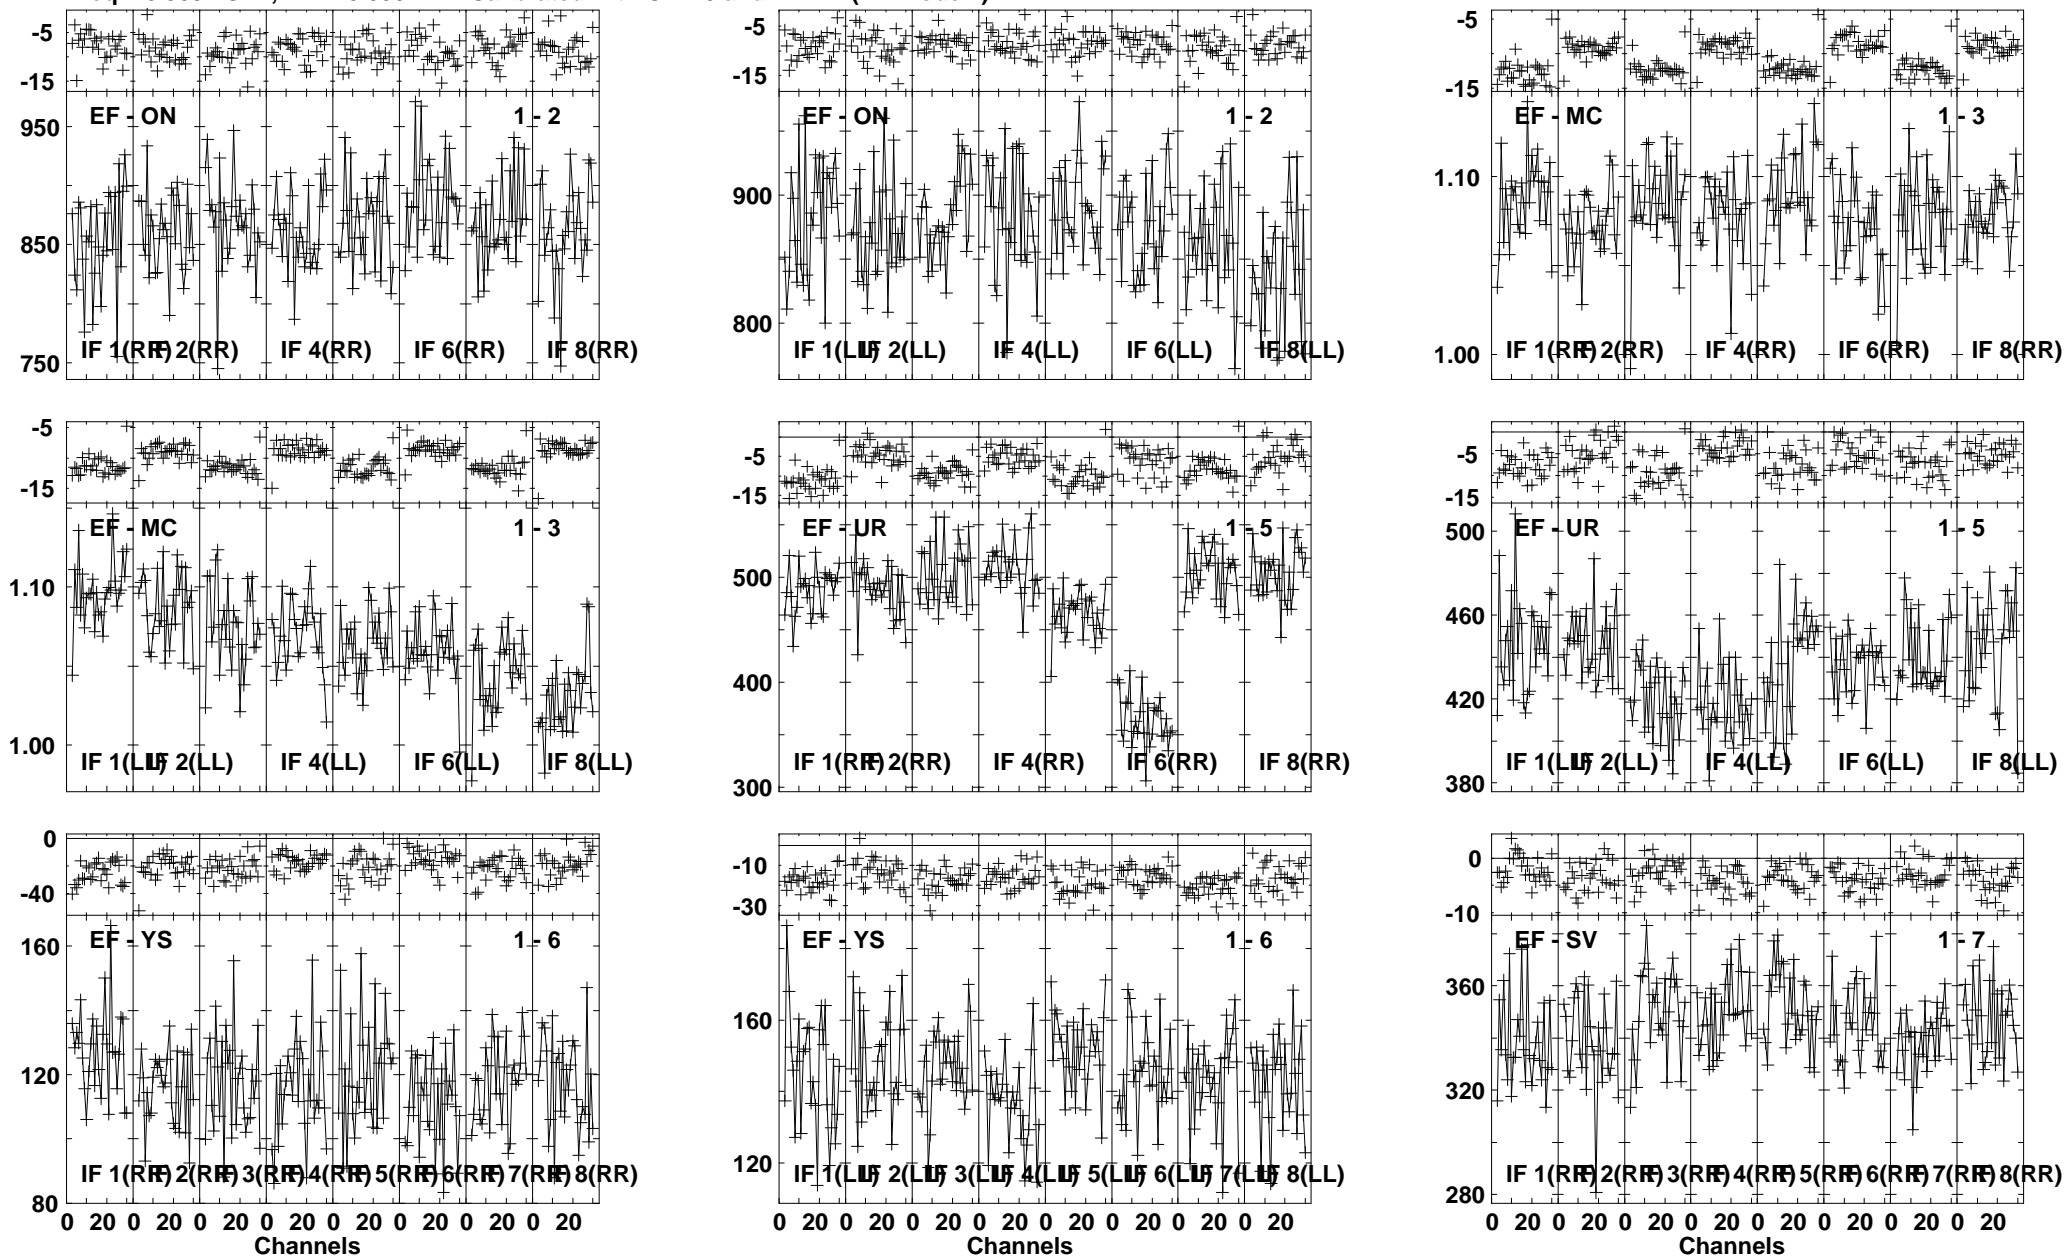 -5
-15
EF - ON 1 - 2
950
850
750
IF 1(RR) IF 2(RR) IF 4(RR) IF 6(RR) IF 8(RR)
-5
-15
EF - ON 1 - 2
900
800
IF 1(LL) IF 2(LL) IF 4(LL) IF 6(LL) IF 8(LL)
-5
-15
EF - MC 1 - 3
1.10
1.00
IF 1(RR) IF 2(RR) IF 4(RR) IF 6(RR) IF 8(RR)
-5
-15
EF - MC 1 - 3
1.10
1.00
IF 1(LL) IF 2(LL) IF 4(LL) IF 6(LL) IF 8(LL)
-5
-15
EF - UR 1 - 5
500
400
300
IF 1(RR) IF 2(RR) IF 4(RR) IF 6(RR) IF 8(RR)
-5
-15
EF - UR 1 - 5
500
460
420
380
IF 1(LL) IF 2(LL) IF 4(LL) IF 6(LL) IF 8(LL)
0
-40
EF - YS 1 - 6
160
120
80
IF 1(RR) IF 2(RR) IF 3(RR) IF 4(RR) IF 5(RR) IF 6(RR) IF 7(RR) IF 8(RR)
0 20 0 20 0 20 0 20 0 20 0 20 0 20 0 20
Channels
-10
-30
EF - YS 1 - 6
160
120
IF 1(LL) IF 2(LL) IF 3(LL) IF 4(LL) IF 5(LL) IF 6(LL) IF 7(LL) IF 8(LL)
0 20 0 20 0 20 0 20 0 20 0 20 0 20 0 20
Channels
0
-10
EF - SV 1 - 7
360
320
280
IF 1(RR) IF 2(RR) IF 3(RR) IF 4(RR) IF 5(RR) IF 6(RR) IF 7(RR) IF 8(RR)
0 20 0 20 0 20 0 20 0 20 0 20 0 20 0 20
Channels